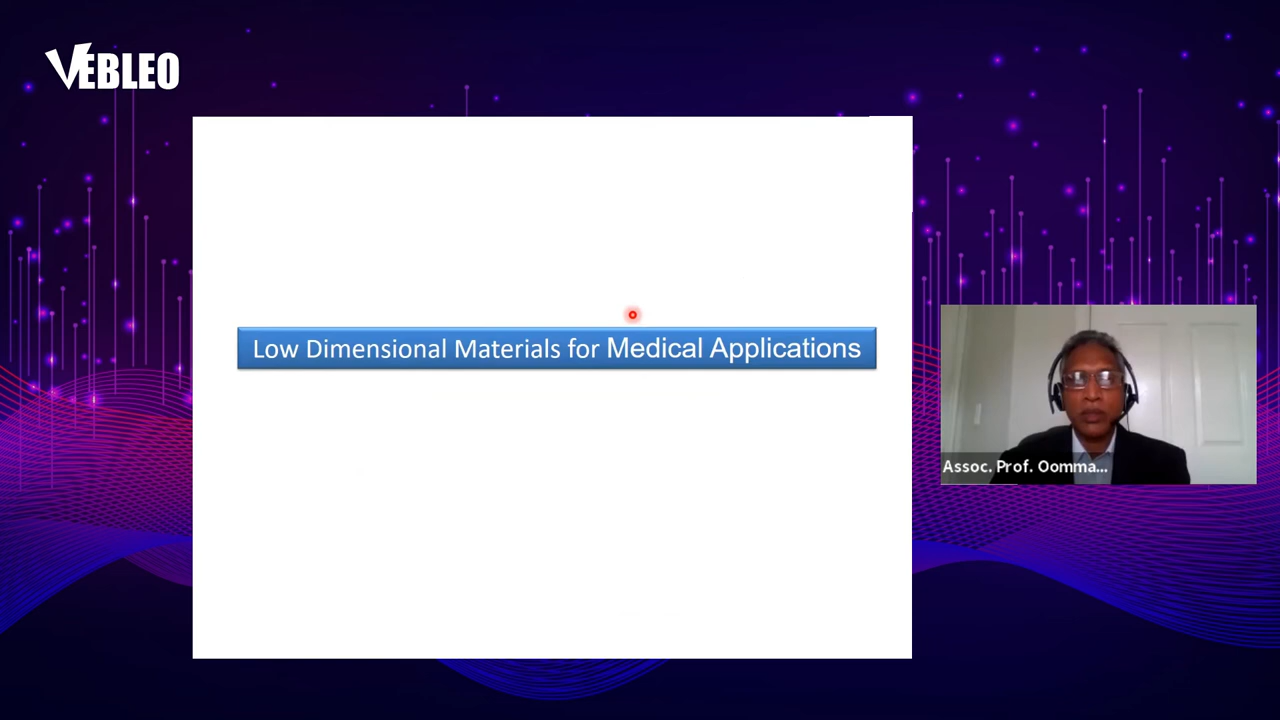 VEBLEO
Low Dimensional Materials for Medical Applications
Assoc. Prof. Oomma...